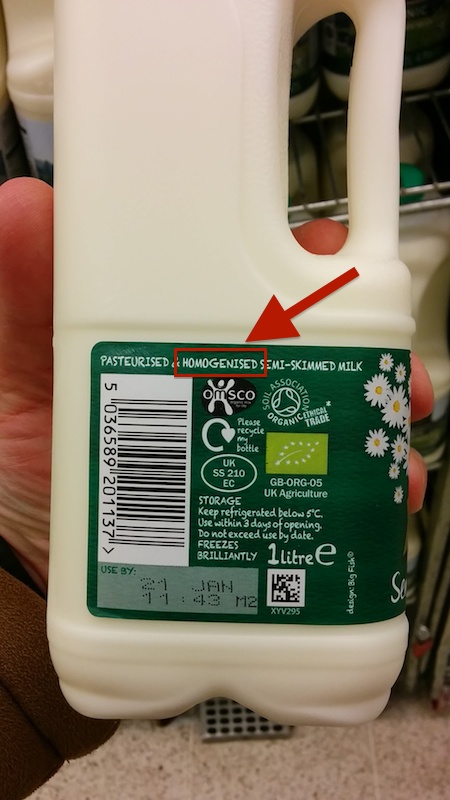 PASTEURISED & HOMOGENISED SEMI-SKIMMED MILK
5 036589 201137 >
omsco
SOIL ASSOCIATION
ORGANIC
ETHICAL
TRADE
Please
recycle
my
bottle
UK
SS 210
EC
GB-ORG-05
UK Agriculture
STORAGE
Keep refrigerated below 5°C.
Use within 3 days of opening.
Do not exceed use by date.
FREEZES
BRILLIANTLY
1 litre e
USE BY:
21 JAN
11:43 M2
XYV295
design: Big Fish©
Se